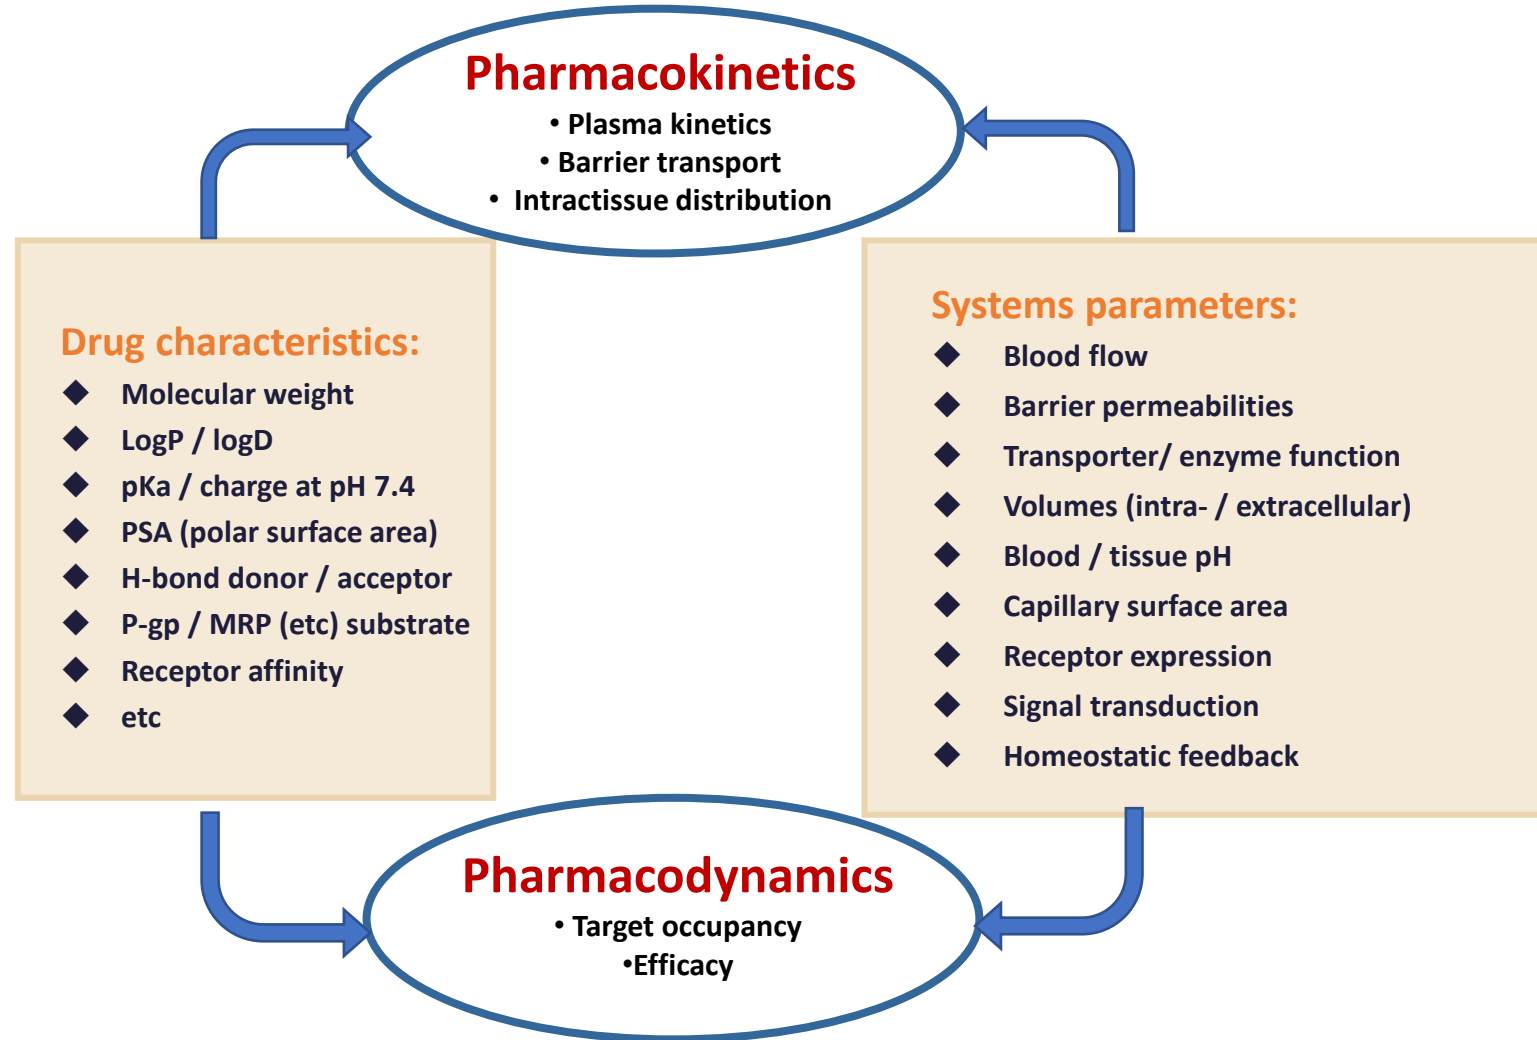 Pharmacokinetics
• Plasma kinetics
• Barrier transport
• Intractissue distribution
Drug characteristics:
◆ Molecular weight
◆ LogP / logD
◆ pKa / charge at pH 7.4
◆ PSA (polar surface area)
◆ H-bond donor / acceptor
◆ P-gp / MRP (etc) substrate
◆ Receptor affinity
◆ etc
Systems parameters:
◆ Blood flow
◆ Barrier permeabilities
◆ Transporter/ enzyme function
◆ Volumes (intra- / extracellular)
◆ Blood / tissue pH
◆ Capillary surface area
◆ Receptor expression
◆ Signal transduction
◆ Homeostatic feedback
Pharmacodynamics
• Target occupancy
•Efficacy